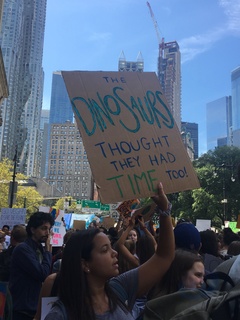 THE
DINOSAURS
THOUGHT
THEY HAD
TIME TOO!